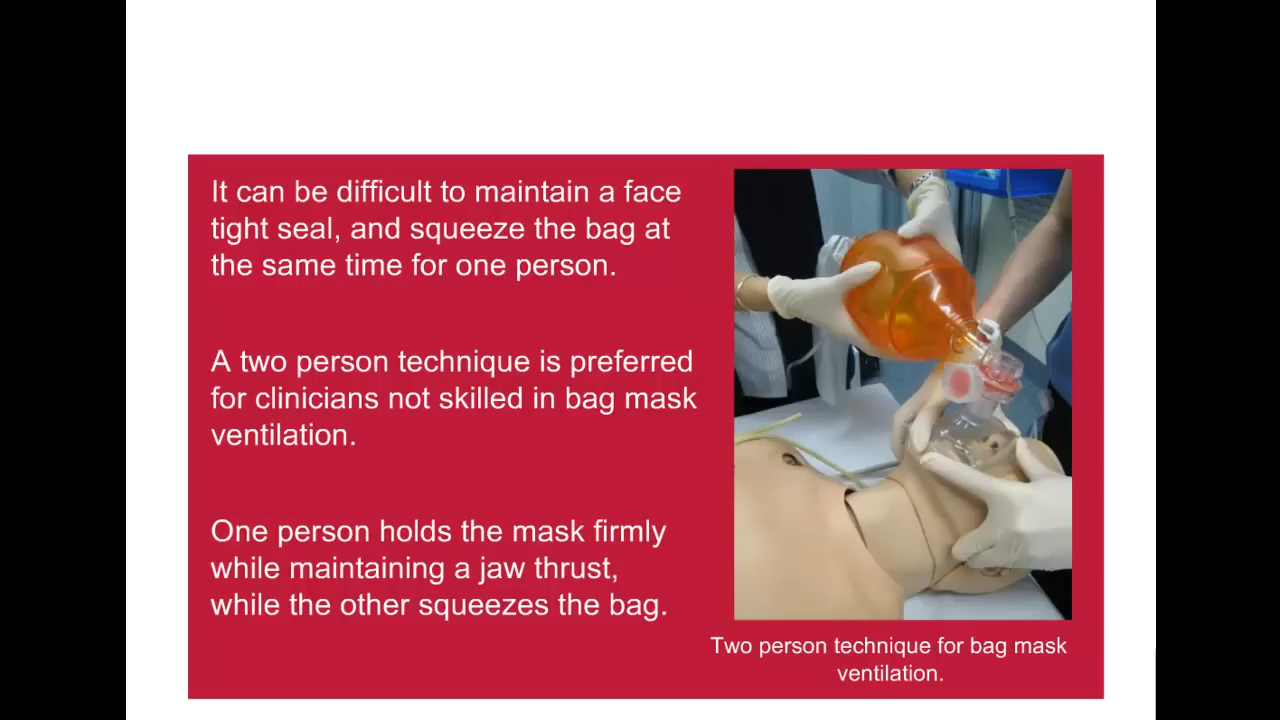 It can be difficult to maintain a face
tight seal, and squeeze the bag at
the same time for one person.
A two person technique is preferred
for clinicians not skilled in bag mask
ventilation.
One person holds the mask firmly
while maintaining a jaw thrust,
while the other squeezes the bag.
Two person technique for bag mask
ventilation.